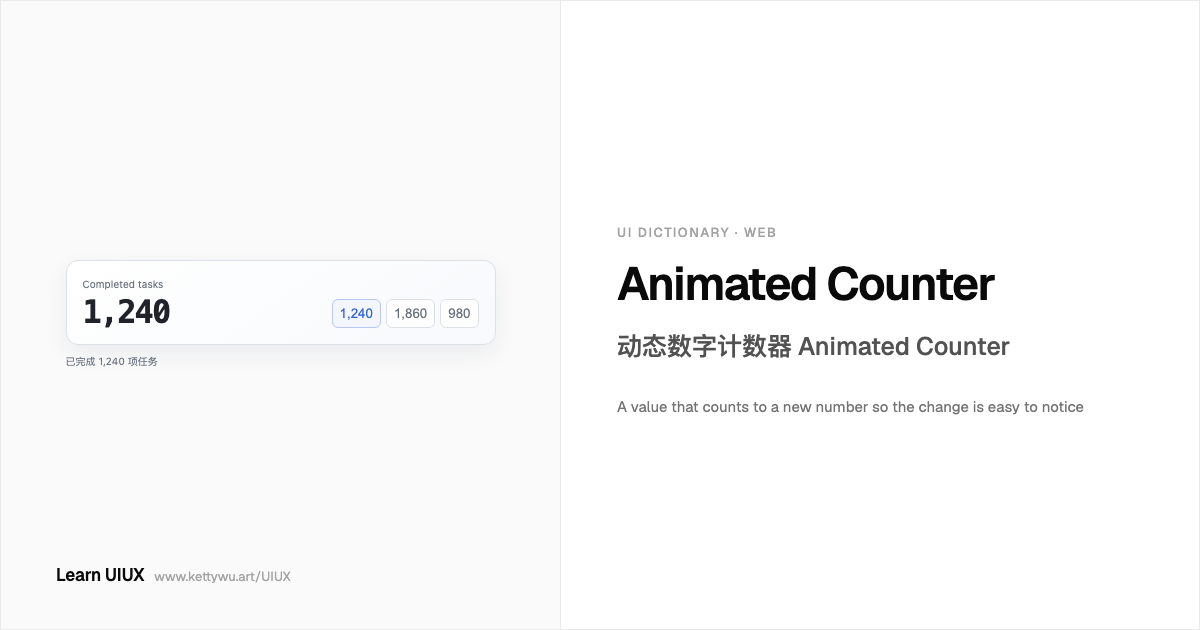 Completed tasks
1,240
1,240 1,860 980
已完成 1,240 项任务
Learn UIUX www.kettywu.art/UIUX
UI DICTIONARY · WEB
Animated Counter
动态数字计数器 Animated Counter
A value that counts to a new number so the change is easy to notice